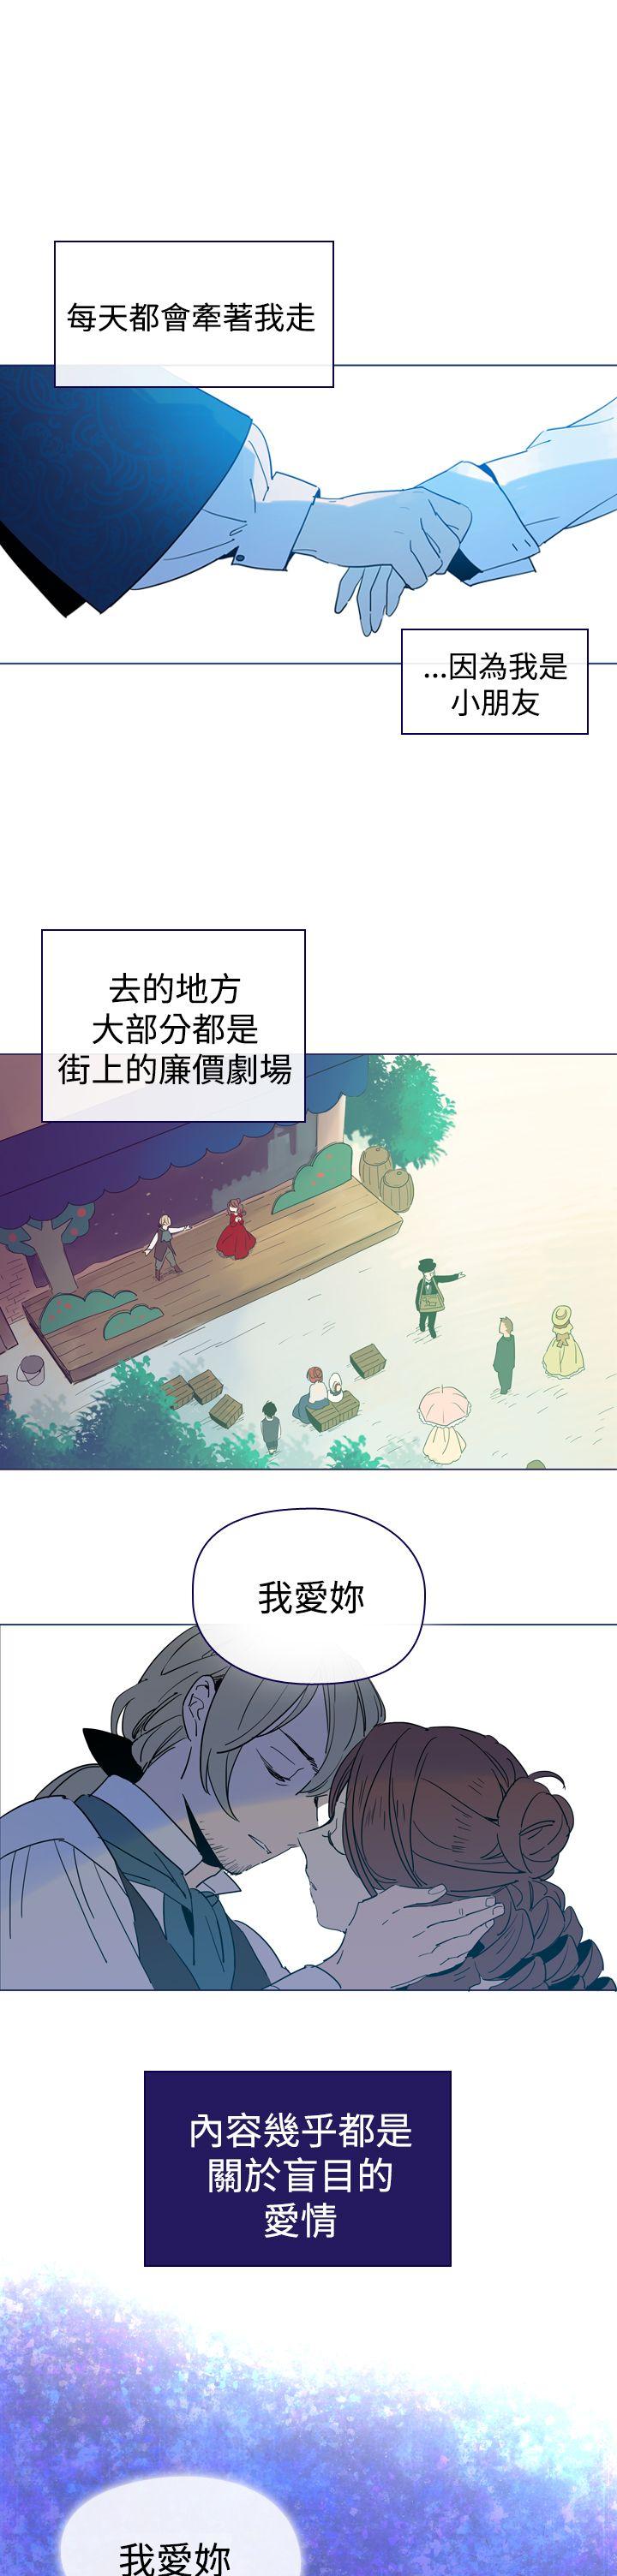 每天都會牽著我走
...因為我是
小朋友
去的地方
大部分都是
街上的廉價劇場
我愛妳
內容幾乎都是
關於盲目的
愛情
我愛妳